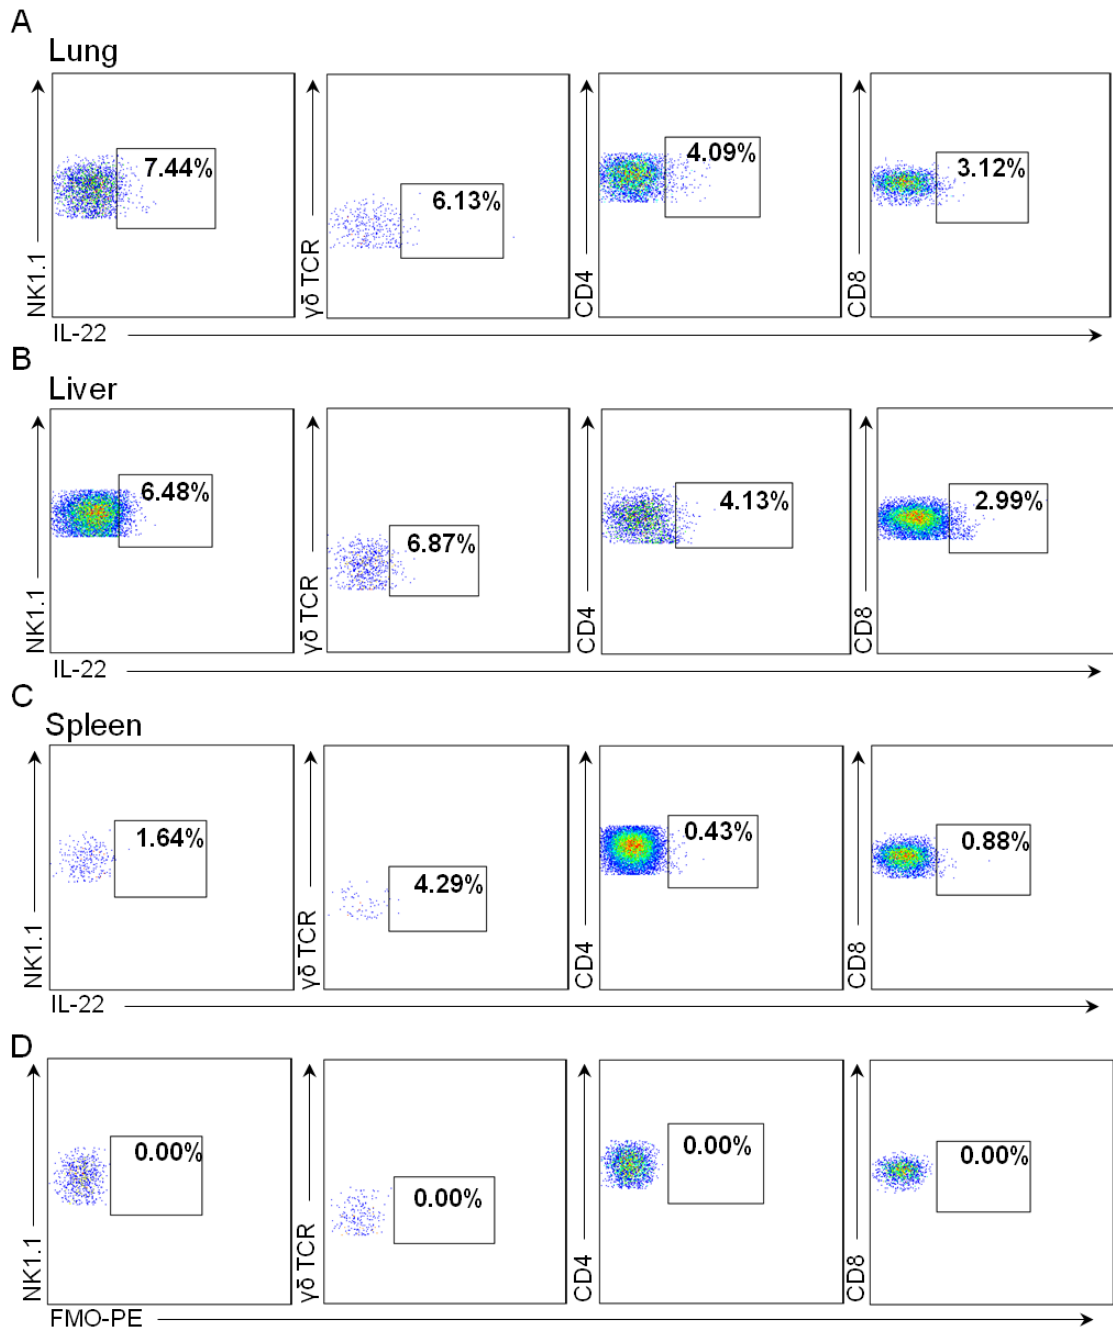 A
Lung
NK1.1
7.44%
γδ TCR
6.13%
CD4
4.09%
CD8
3.12%
IL-22
B
Liver
NK1.1
6.48%
γδ TCR
6.87%
CD4
4.13%
CD8
2.99%
IL-22
C
Spleen
NK1.1
1.64%
γδ TCR
4.29%
CD4
0.43%
CD8
0.88%
IL-22
D
NK1.1
0.00%
γδ TCR
0.00%
CD4
0.00%
CD8
0.00%
FMO-PE